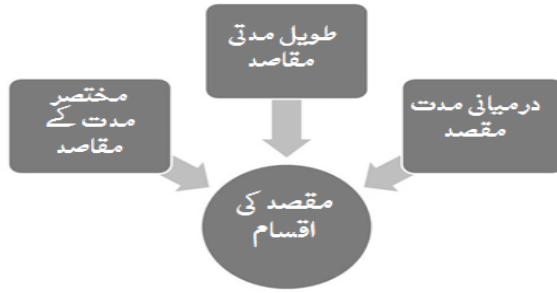 طویل مدتی
مقاصد
درمیانی مدت
مقصد
مختصر
مدت کے
مقاصد
مقصد کی
اقسام